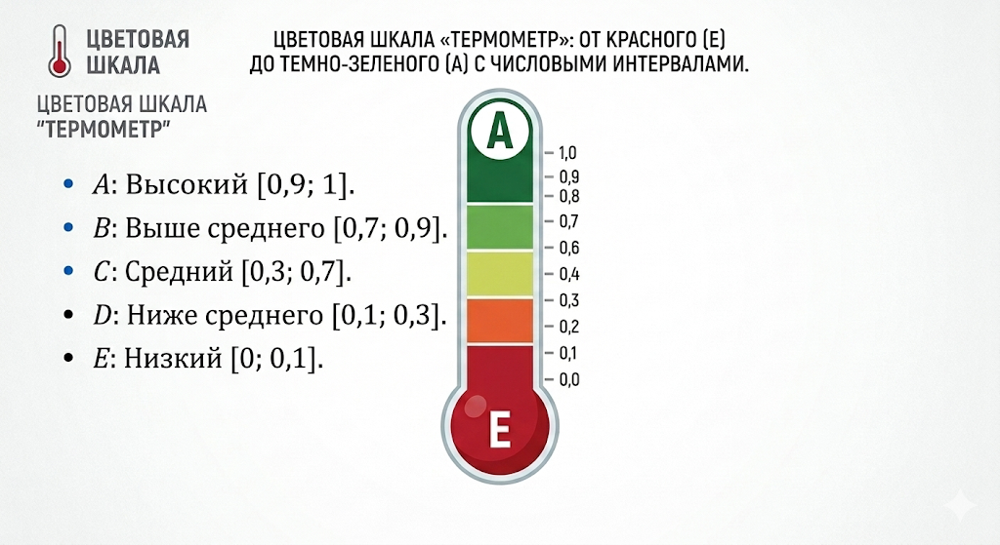 ЦВЕТОВАЯ
ШКАЛА
ЦВЕТОВАЯ ШКАЛА
"ТЕРМОМЕТР"
ЦВЕТОВАЯ ШКАЛА «ТЕРМОМЕТР»: ОТ КРАСНОГО (E)
ДО ТЕМНО-ЗЕЛЕНОГО (A) С ЧИСЛОВЫМИ ИНТЕРВАЛАМИ.
• A: Высокий [0,9; 1].
• B: Выше среднего [0,7; 0,9].
• C: Средний [0,3; 0,7].
• D: Ниже среднего [0,1; 0,3].
• E: Низкий [0; 0,1].
A
1,0
0,9
0,8
0,7
0,6
0,4
0,3
0,2
0,1
0,0
E